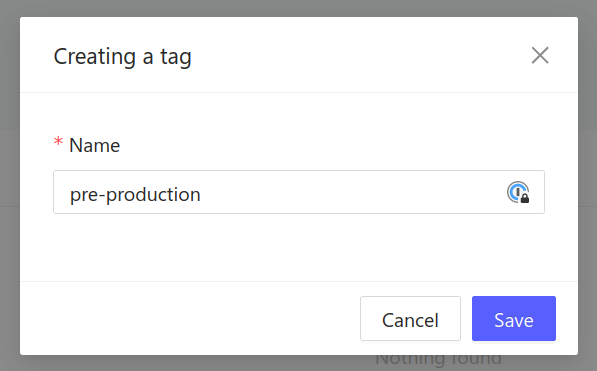 Creating a tag
* Name
pre-production
Cancel
Save
Nothing found